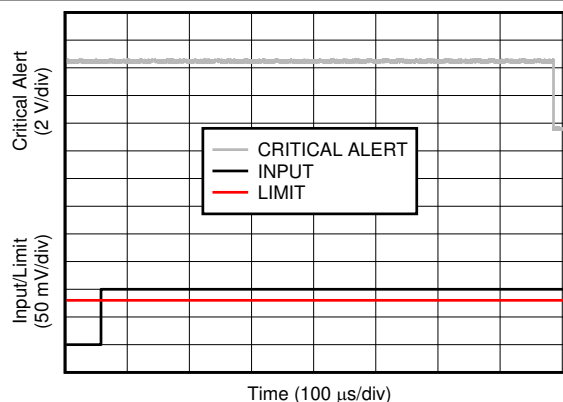 Critical Alert
(2 V/div)
CRITICAL ALERT
INPUT
LIMIT
Input/Limit
(50 mV/div)
Time (100 µs/div)